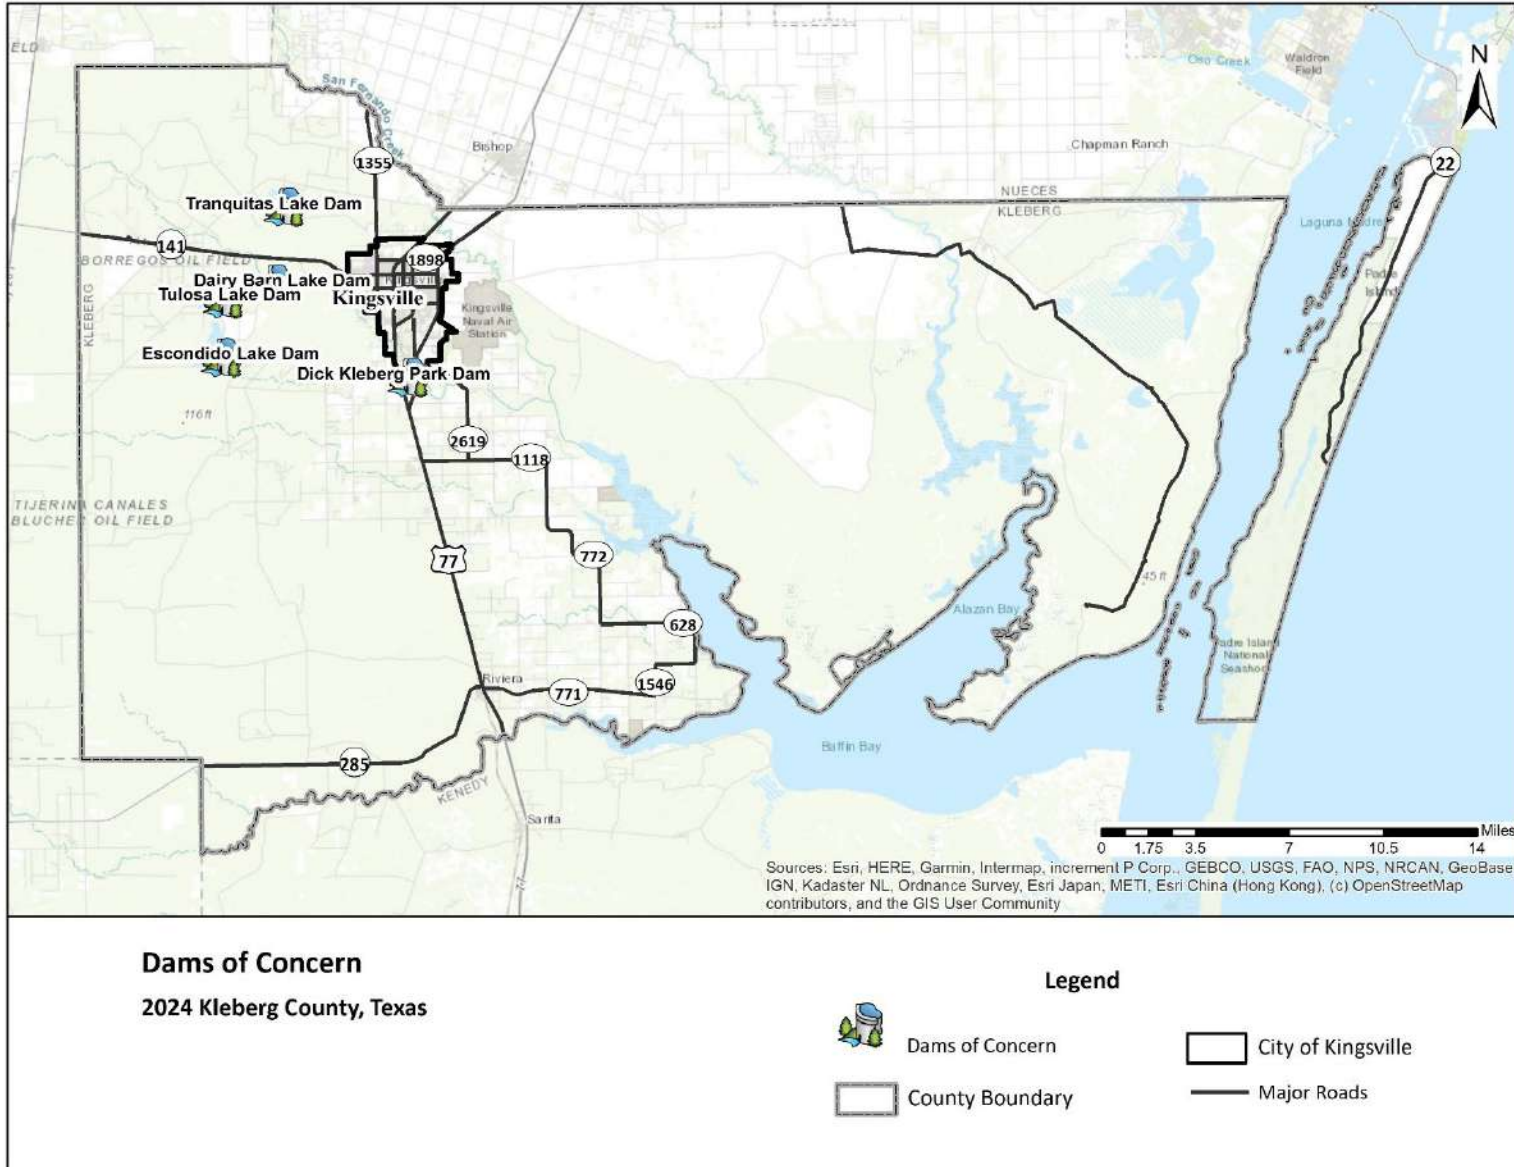 ELD
San Fernando Creek
Bishop
Oso Creek
Waldron
Field
N
Chapman Ranch
1355
22
NUECES
KLEBERG
Tranquitas Lake Dam
Laguna Madre
141
BORREGOS OIL FIELD
1898
Kingsville
Dairy Barn Lake Dam
Tulosa Lake Dam
Kingsville
Padre
Island
KLEBERG
Kingsville
Naval Air
Station
Escondido Lake Dam
Dick Kleberg Park Dam
116 ft
2619
1118
TIJERINA CANALES
BLUCHER OIL FIELD
77
772
45 ft
Alazan Bay
628
Padre Island
National
Seashore
Riviera
771
1546
Baffin Bay
285
KENEDY
Sarita
77
Miles
0 1.75 3.5 7 10.5 14
Sources: Esri, HERE, Garmin, Intermap, increment P Corp., GEBCO, USGS, FAO, NPS, NRCAN, GeoBase,
IGN, Kadaster NL, Ordnance Survey, Esri Japan, METI, Esri China (Hong Kong), (c) OpenStreetMap
contributors, and the GIS User Community
Dams of Concern
2024 Kleberg County, Texas
Legend
Dams of Concern
City of Kingsville
County Boundary
Major Roads